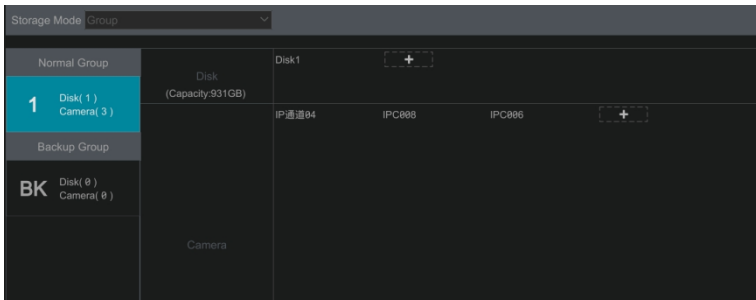 Storage Mode Group
Normal Group
1
Disk( 1 )
Camera( 3 )
Backup Group
BK
Disk( 0 )
Camera( 0 )
Disk
(Capacity:931GB)
Disk1
+
Camera
IP通道04 IPC008 IPC006 +